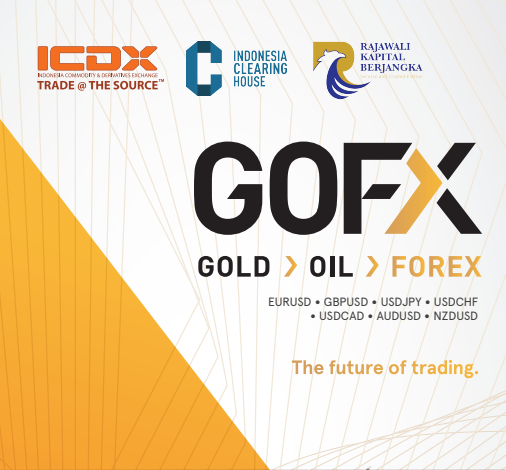 ICDX
INDONESIA COMMODITY & DERIVATIVES EXCHANGE
TRADE @ THE SOURCE™
INDONESIA
CLEARING
HOUSE
RAJAWALI
KAPITAL
BERJANGKA
GOFX
GOLD > OIL > FOREX
EURUSD • GBPUSD • USDJPY • USDCHF
• USDCAD • AUDUSD • NZDUSD
The future of trading.